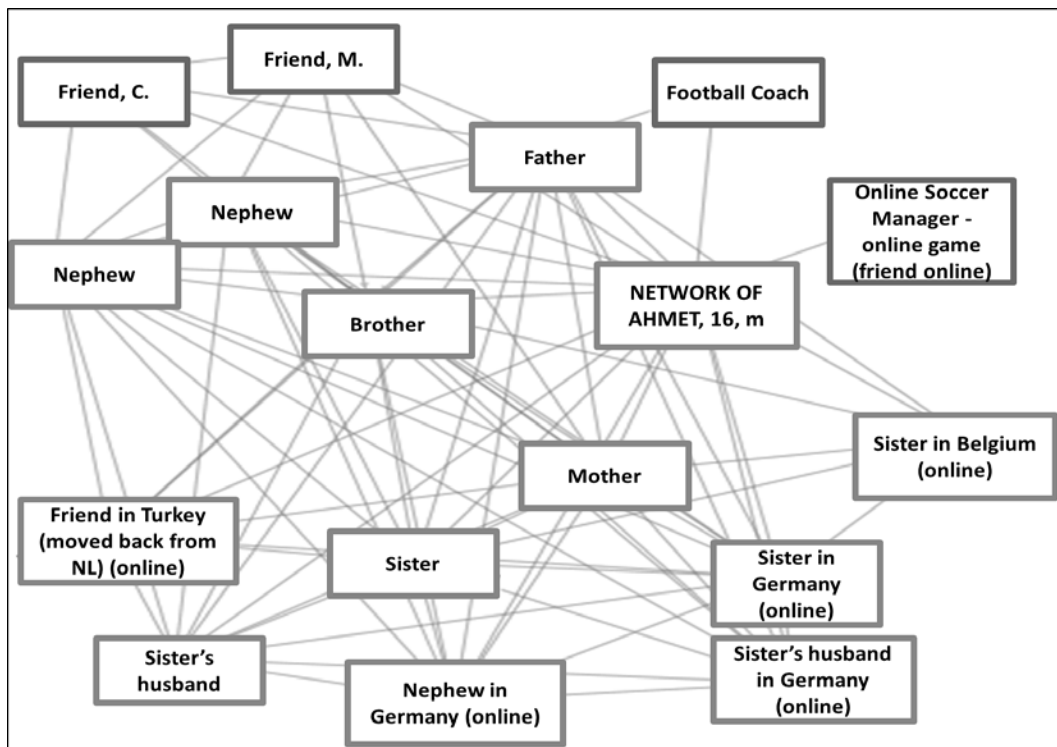 Friend, M.
Friend, C.
Football Coach
Father
Nephew
Online Soccer
Manager -
online game
(friend online)
Nephew
NETWORK OF
AHMET, 16, m
Brother
Sister in Belgium
(online)
Mother
Friend in Turkey
(moved back from
NL) (online)
Sister
Sister in
Germany
(online)
Sister's
husband
Nephew in
Germany (online)
Sister's husband
in Germany
(online)